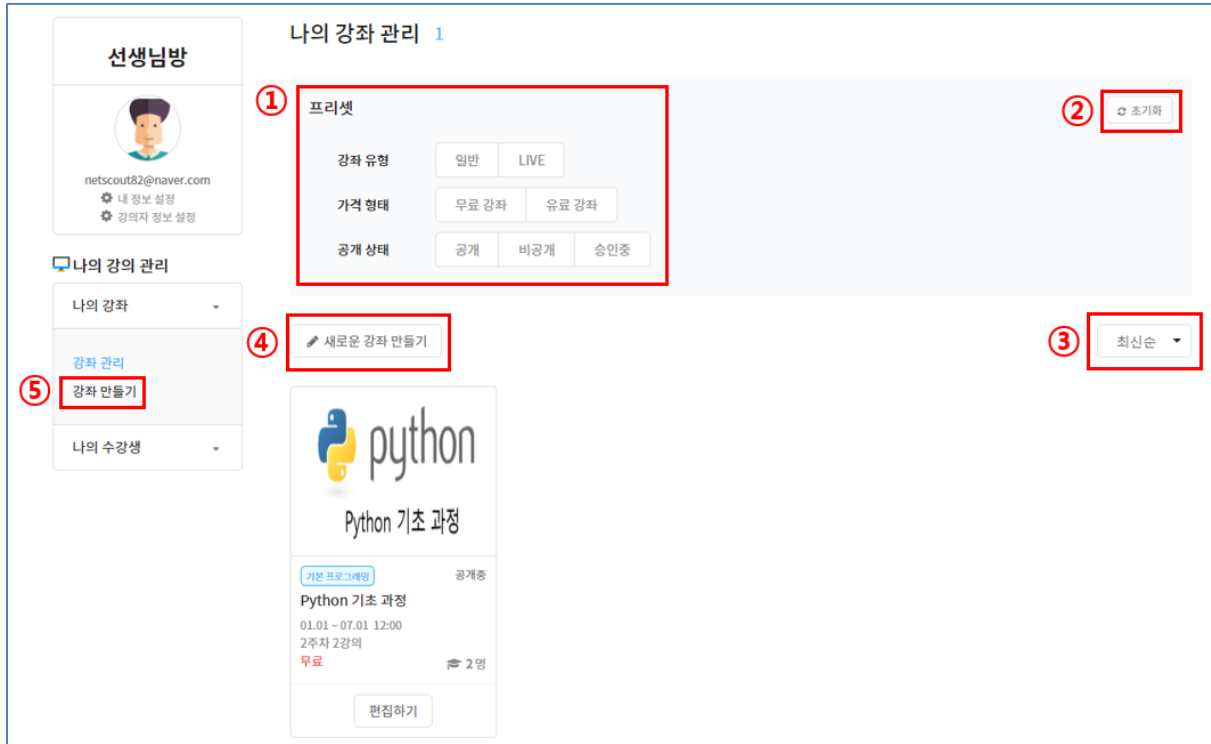 선생님방
netscout82@naver.com
내 정보 설정
강의자 정보 설정
나의 강의 관리
나의 강좌
강좌 관리
⑤ 강좌 만들기
나의 수강생
나의 강좌 관리 1
① 프리셋
② 초기화
강좌 유형 일반 LIVE
가격 형태 무료 강좌 유료 강좌
공개 상태 공개 비공개 승인중
④ 새로운 강좌 만들기
③ 최신순
python
Python 기초 과정
기본 프로그래밍 공개중
Python 기초 과정
01.01 ~ 07.01 12:00
2주차 2강의
무료 2명
편집하기